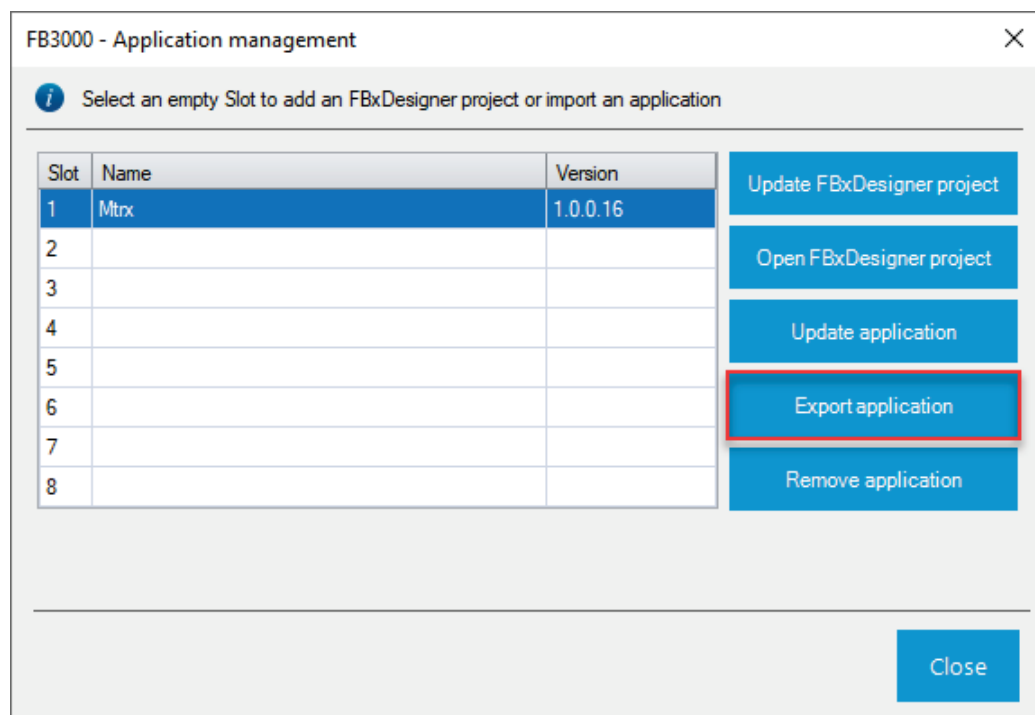 FB3000 - Application management
Select an empty Slot to add an FBxDesigner project or import an application
Slot Name Version
1 Mtrx 1.0.0.16
2
3
4
5
6
7
8
Update FBxDesigner project
Open FBxDesigner project
Update application
Export application
Remove application
Close